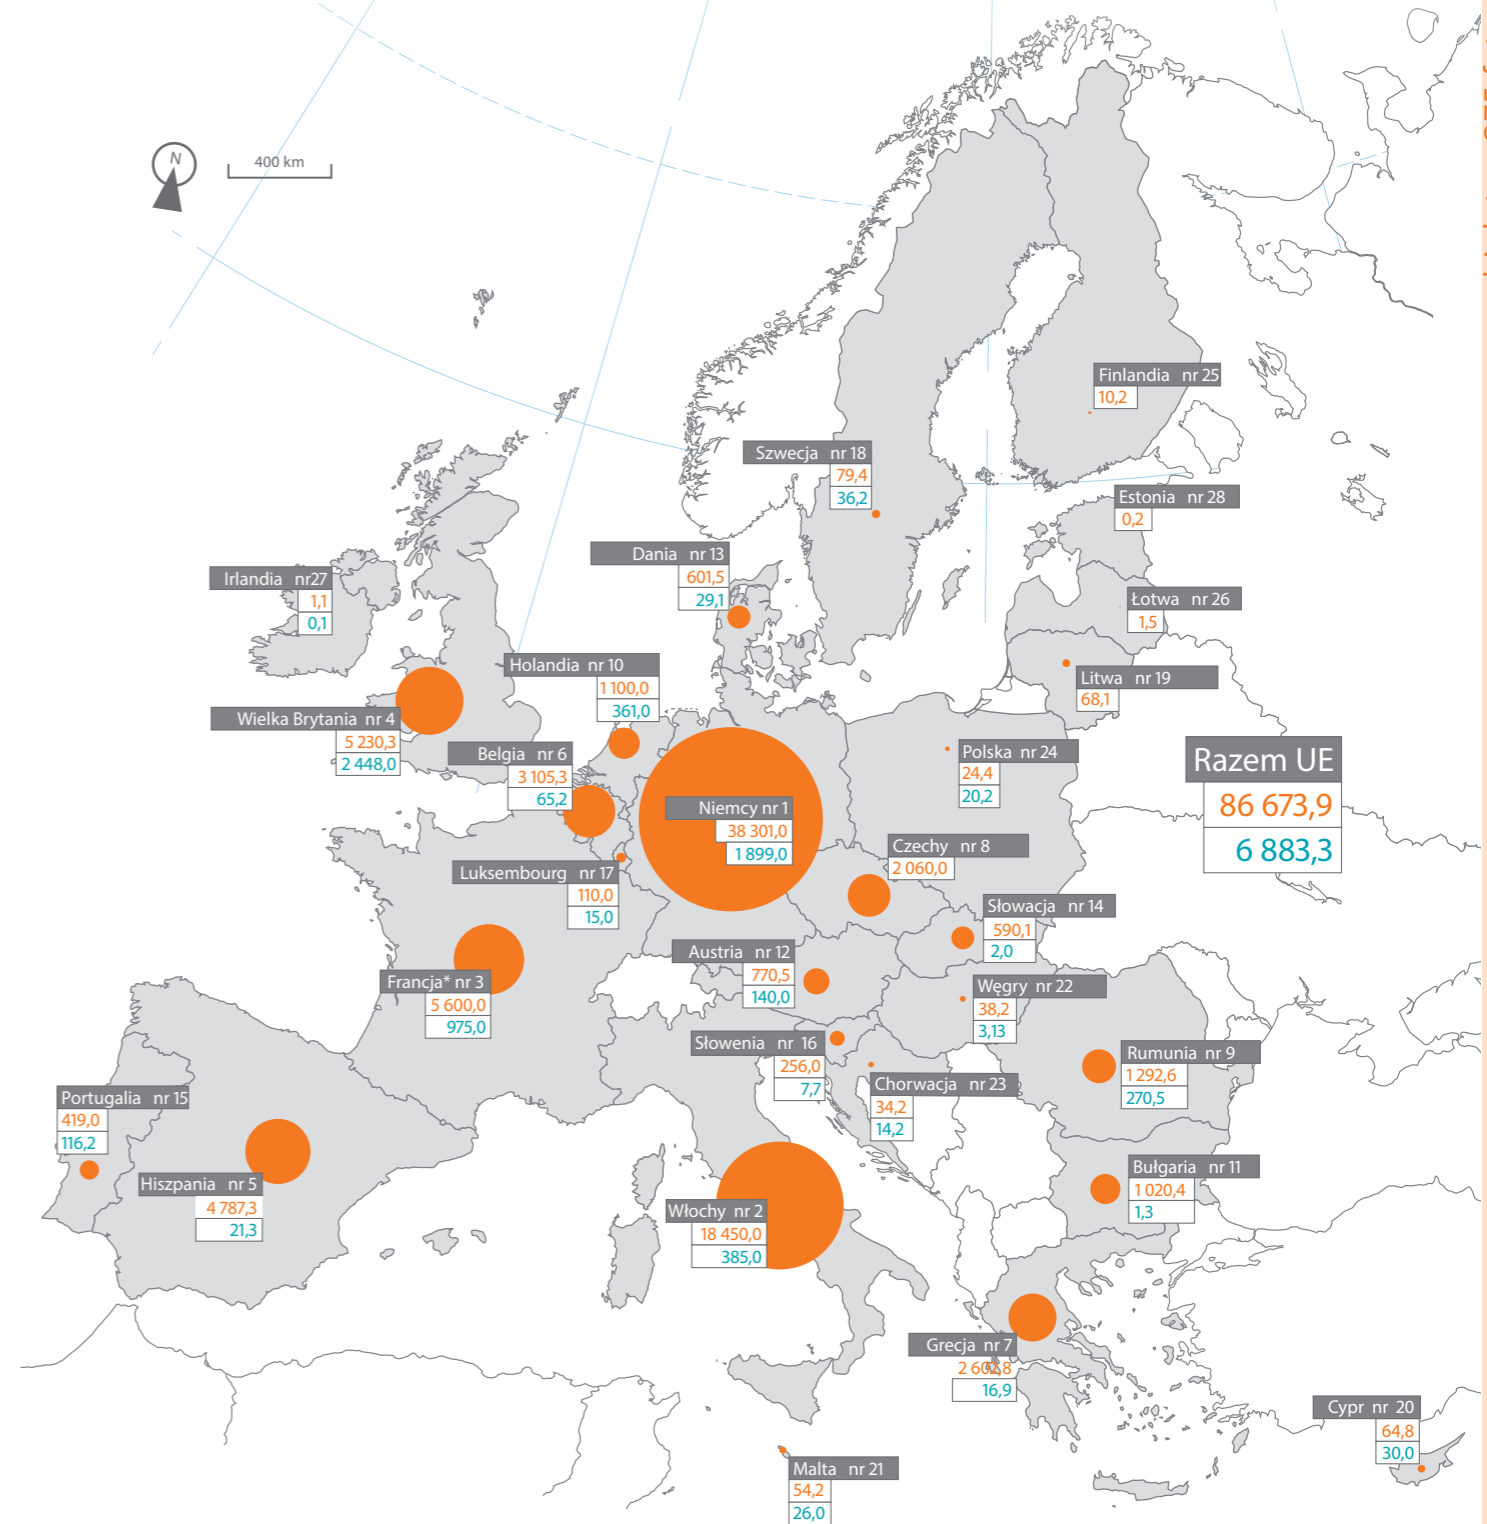 N
400 km
Finlandia nr 25
10,2
Szwecja nr 18
79,4
36,2
Estonia nr 28
0,2
Dania nr 13
601,5
29,1
Irlandia nr27
1,1
0,1
Łotwa nr 26
1,5
Holandia nr 10
1 100,0
361,0
Litwa nr 19
68,1
Wielka Brytania nr 4
5 230,3
2 448,0
Belgia nr 6
3 105,3
65,2
Polska nr 24
24,4
20,2
Razem UE
86 673,9
6 883,3
Niemcy nr 1
38 301,0
1 899,0
Czechy nr 8
2 060,0
Luksembourg nr 17
110,0
15,0
Słowacja nr 14
590,1
2,0
Austria nr 12
770,5
140,0
Francja* nr 3
5 600,0
975,0
Węgry nr 22
38,2
3,13
Słowenia nr 16
256,0
7,7
Rumunia nr 9
1 292,6
270,5
Chorwacja nr 23
34,2
14,2
Portugalia nr 15
419,0
116,2
Hiszpania nr 5
4 787,3
21,3
Bułgaria nr 11
1 020,4
1,3
Włochy nr 2
18 450,0
385,0
Grecja nr 7
2 602,8
16,9
Cypr nr 20
64,8
30,0
Malta nr 21
54,2
26,0